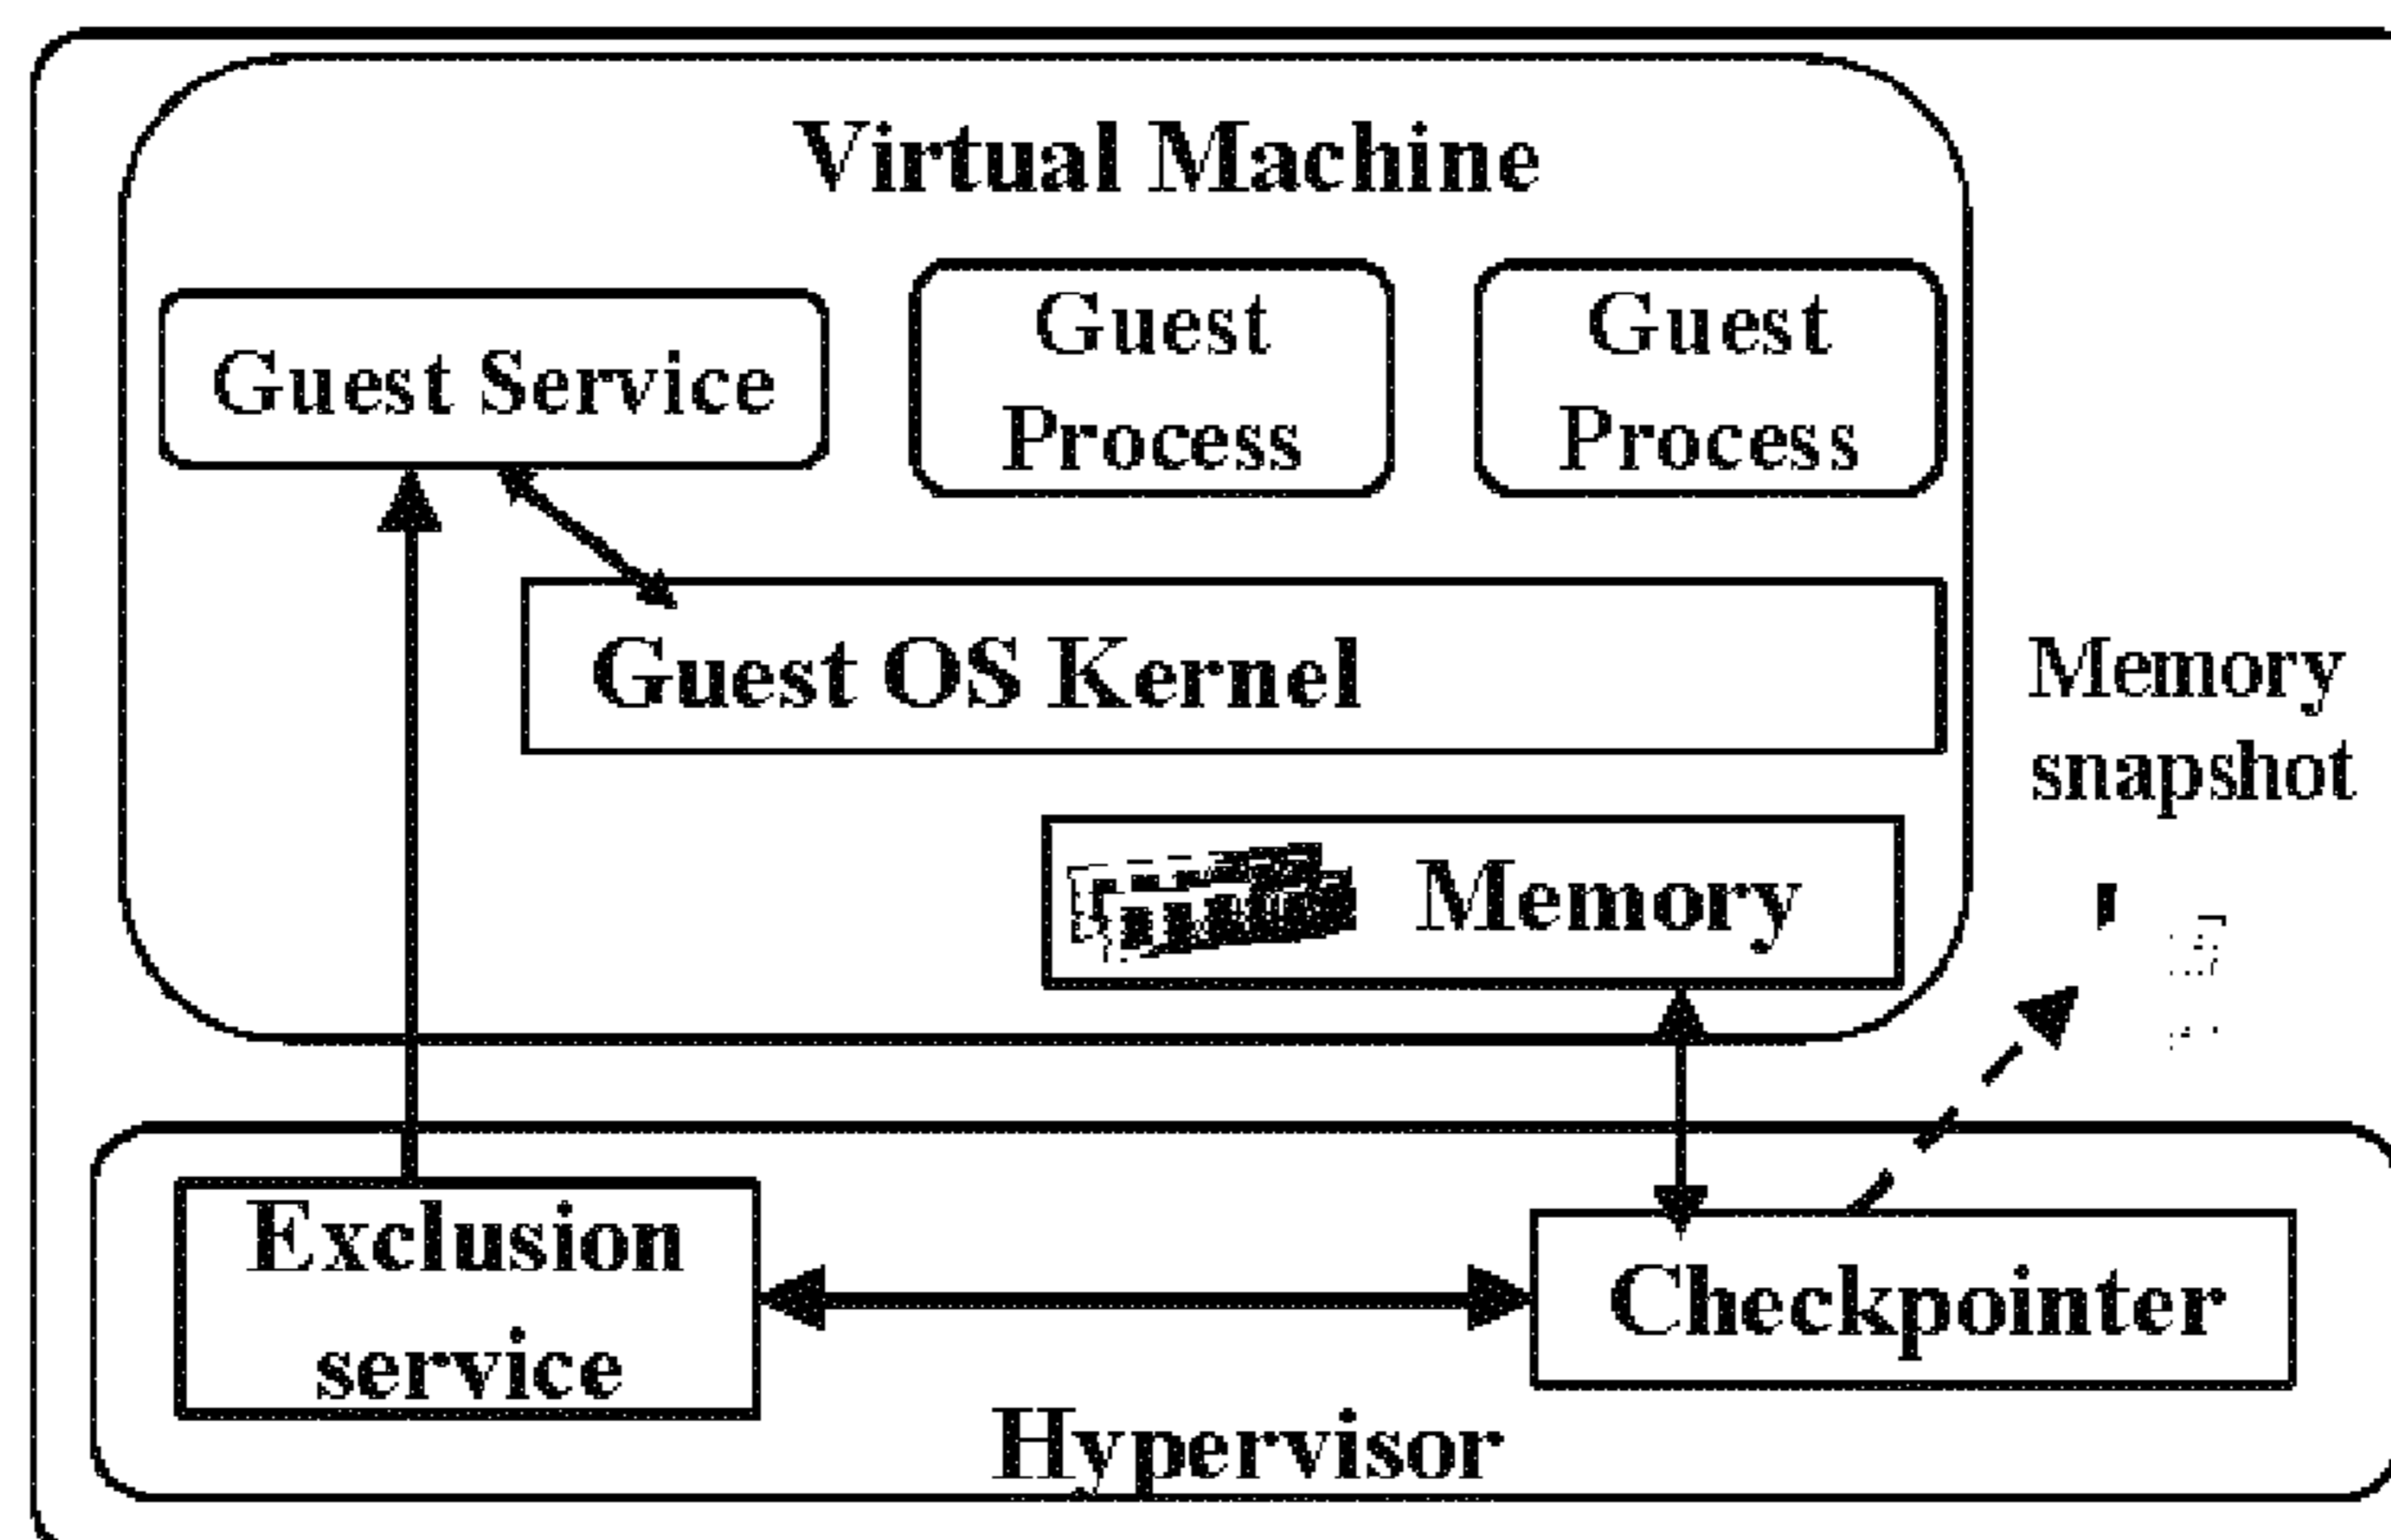 Virtual Machine
Guest Service
Guest
Process
Guest
Process
Guest OS Kernel
Memory
snapshot
Memory
Exclusion
service
Checkpointer
Hypervisor